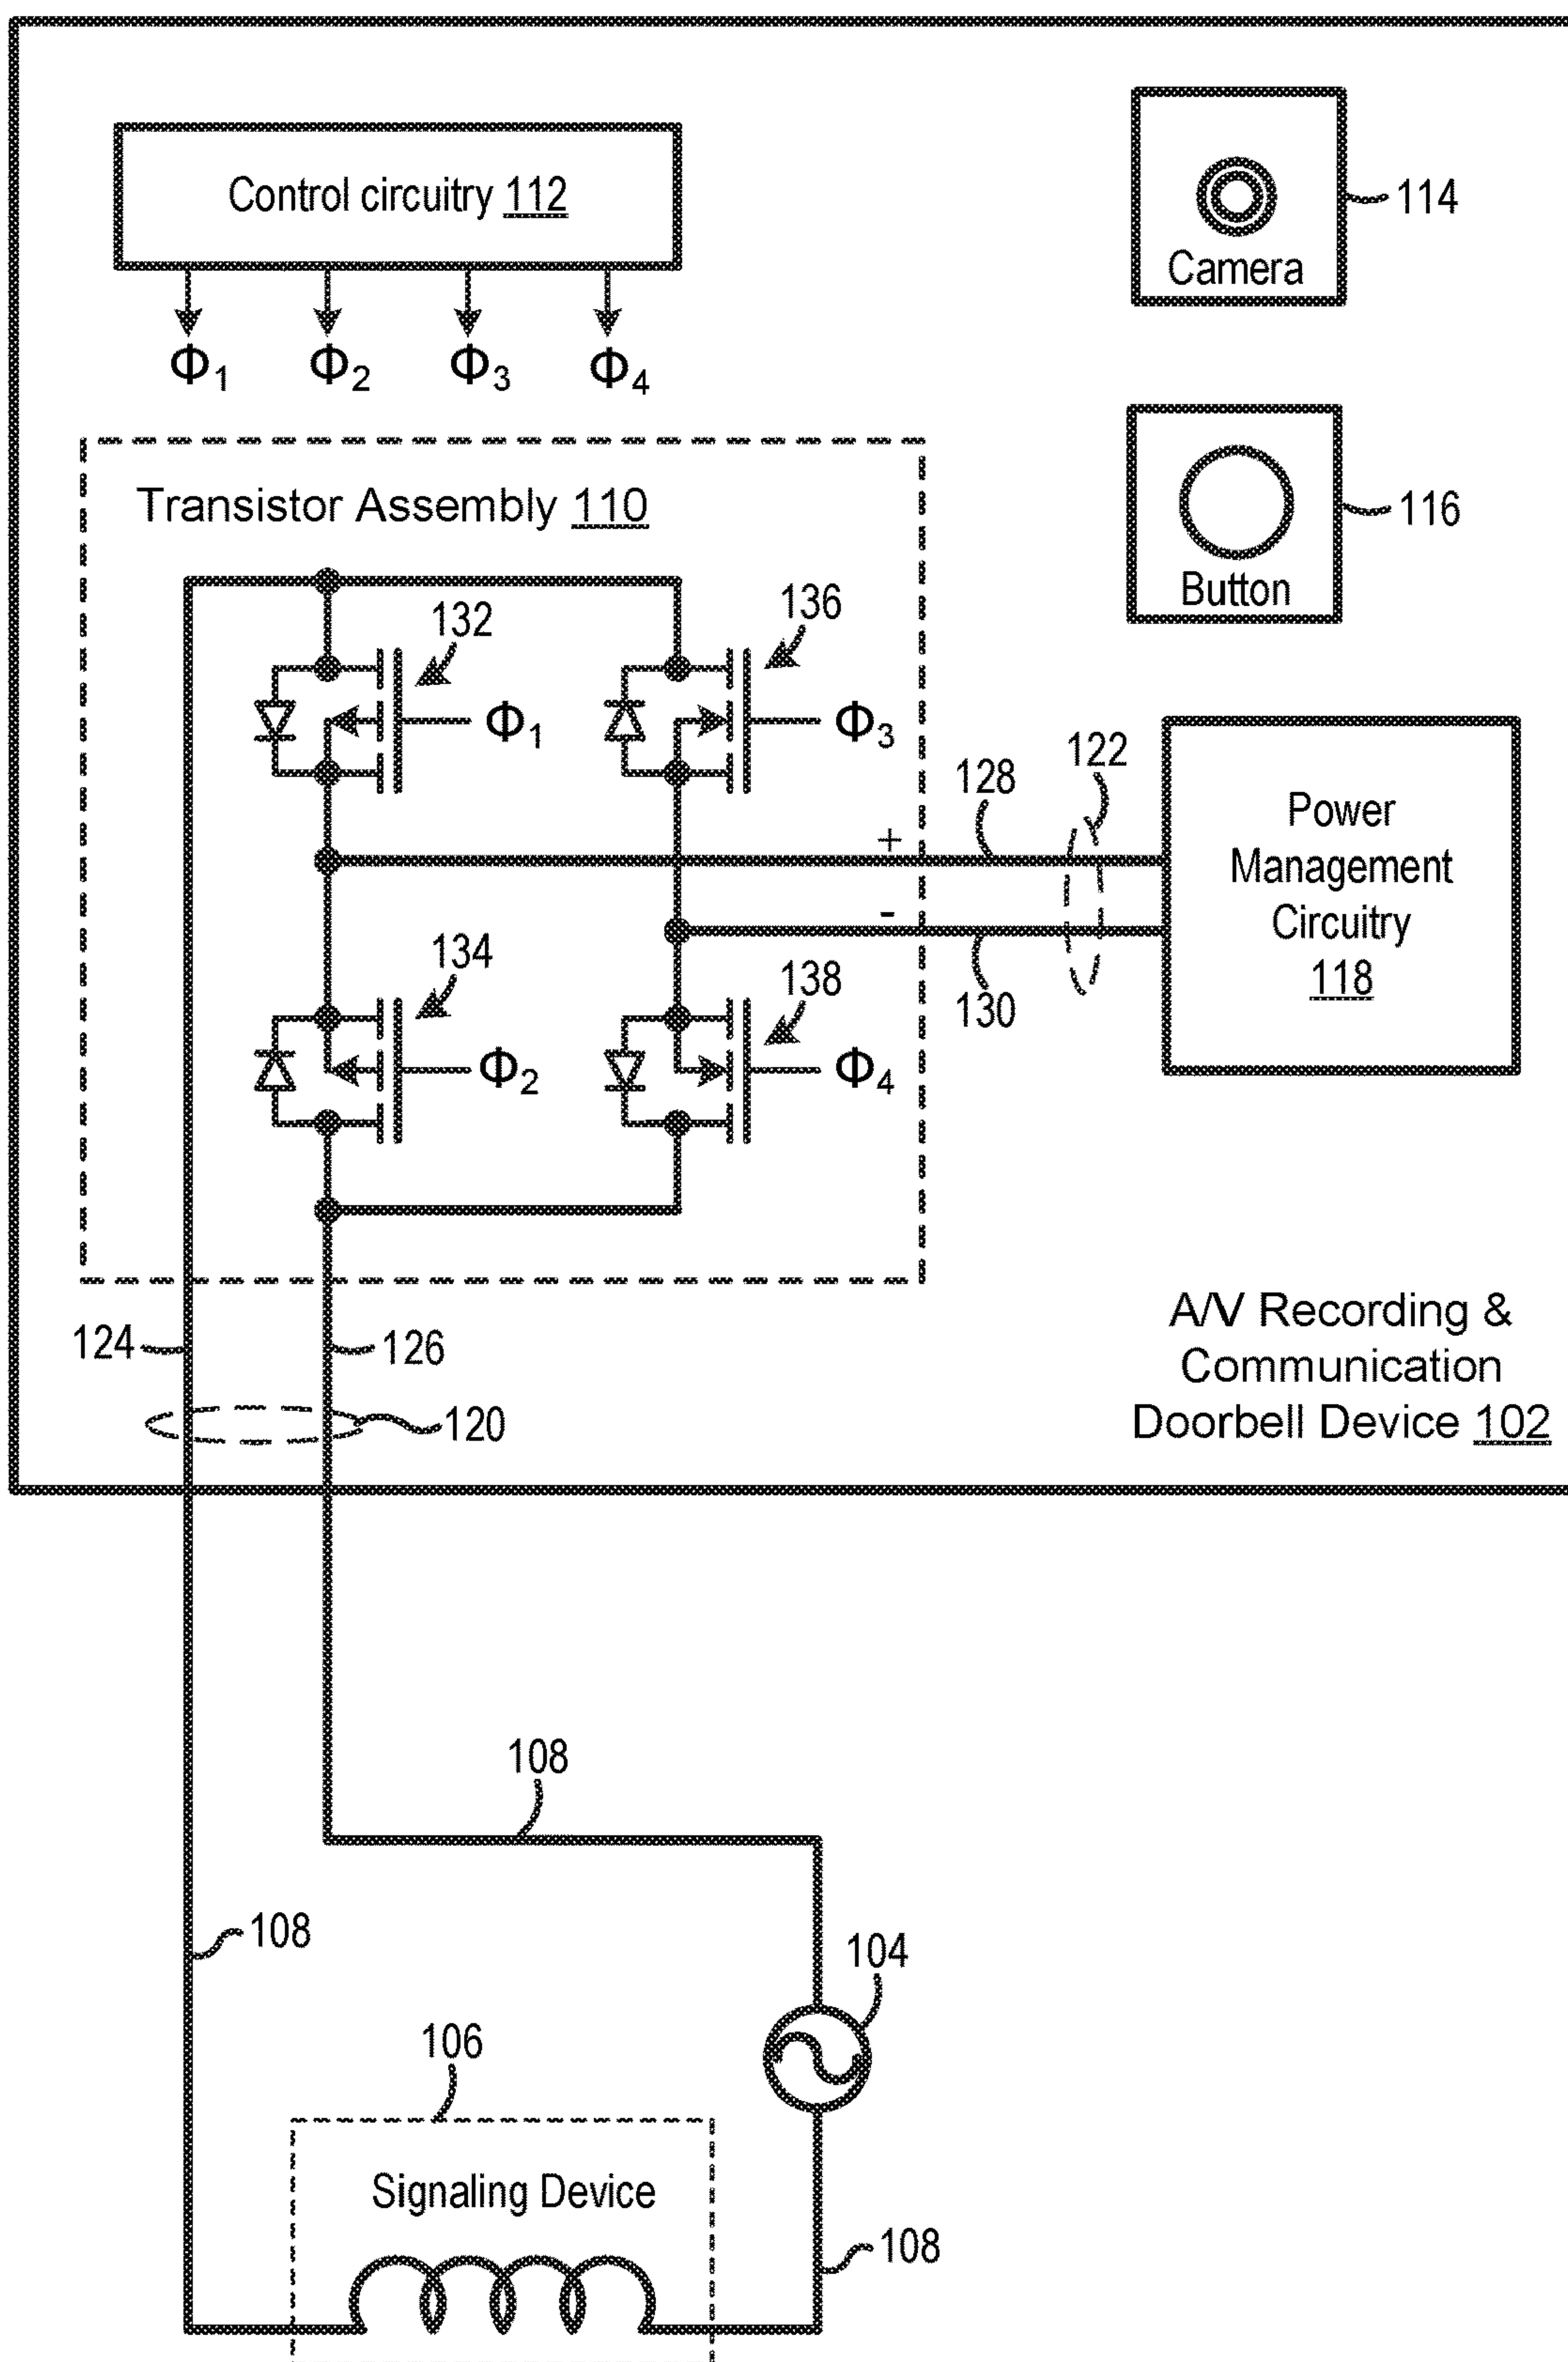 Control circuitry 112
Φ1
Φ2
Φ3
Φ4
Camera
114
Button
116
Transistor Assembly 110
132
Φ1
136
Φ3
128
122
+
-
130
Power
Management
Circuitry
118
134
Φ2
138
Φ4
124
126
120
A/V Recording &
Communication
Doorbell Device 102
108
108
104
106
Signaling Device
108